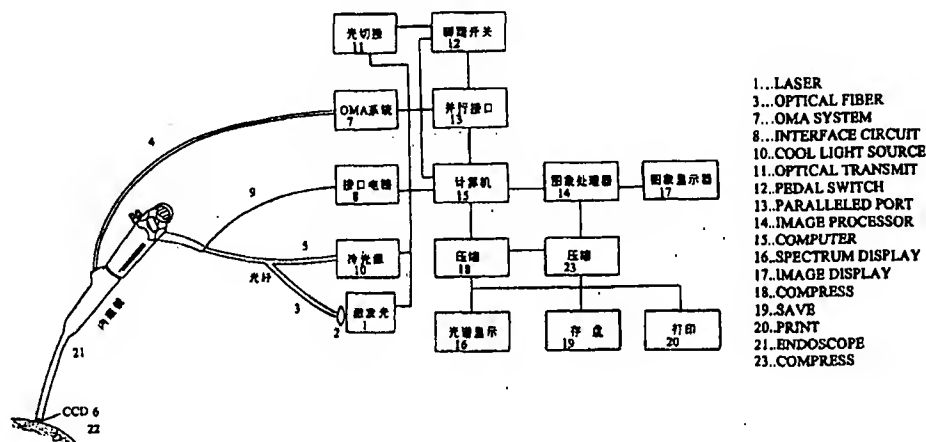 光切换
11
脚踏开关
12
OMA系统
7
并行接口
13
4
9
接口电路
8
计算机
15
图象处理器
14
图象显示器
17
5
冷光源
10
压缩
18
压缩
23
光纤
3
2
激发光
1
光谱显示
16
存盘
19
打印
20
内窥镜
21
CCD 6
22
1...LASER
3...OPTICAL FIBER
7...OMA SYSTEM
8...INTERFACE CIRCUIT
10..COOL LIGHT SOURCE
11..OPTICAL TRANSMIT
12..PEDAL SWITCH
13..PARALLELED PORT
14..IMAGE PROCESSOR
15..COMPUTER
16..SPECTRUM DISPLAY
17..IMAGE DISPLAY
18..COMPRESS
19..SAVE
20..PRINT
21..ENDOSCOPE
23..COMPRESS